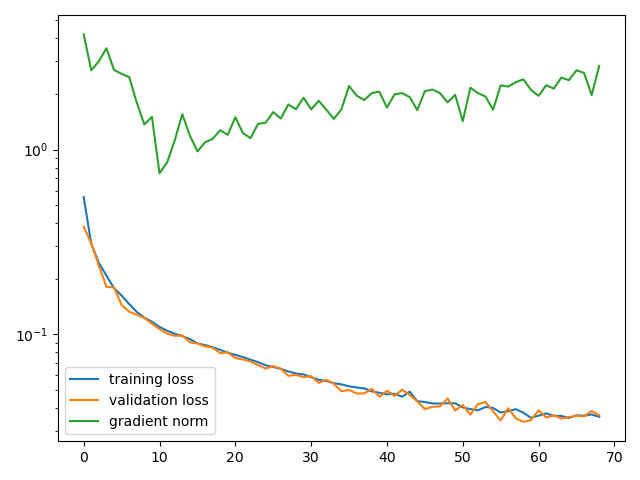 10⁰
10⁻¹
training loss
validation loss
gradient norm
0 10 20 30 40 50 60 70